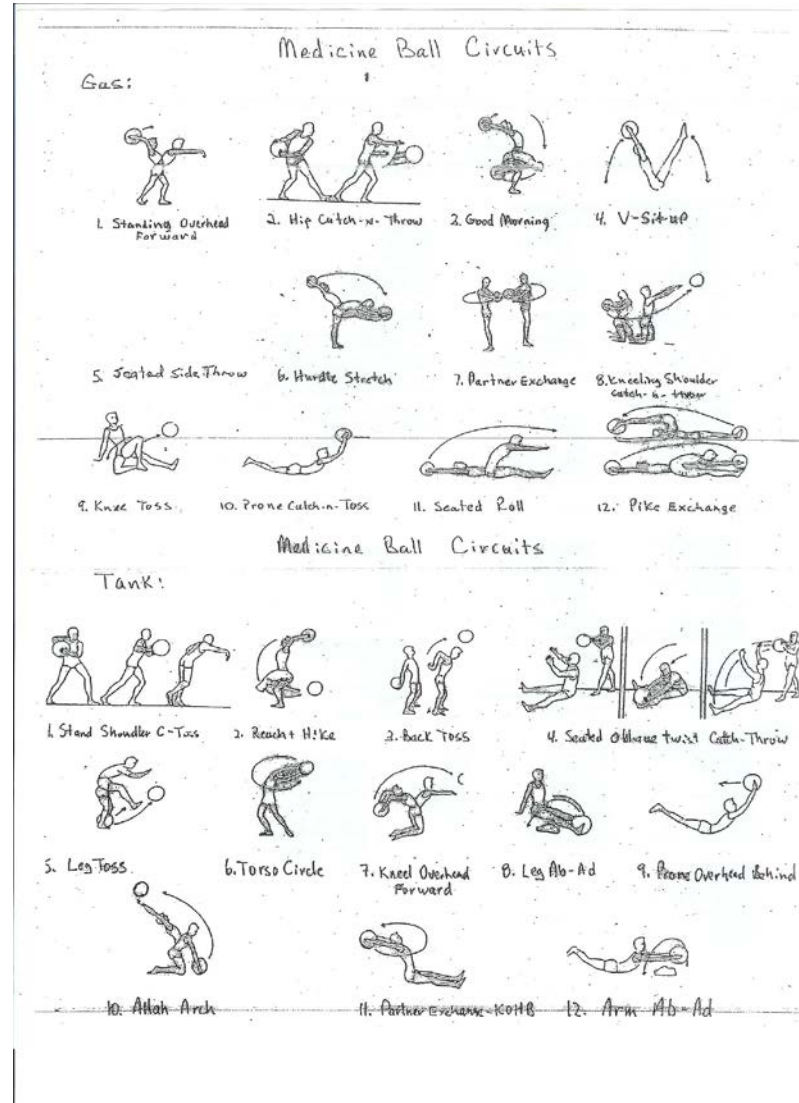 Medicine Ball Circuits
Gas:
1. Standing Overhead
Forward
2. Hip Catch-n-Throw
3. Good Morning
4. V-Sit-up
5. Seated Side Throw
6. Hurdle Stretch
7. Partner Exchange
8. Kneeling Shoulder
Catch-n-throw
9. Knee Toss
10. Prone Catch-n-Toss
11. Seated Roll
12. Pike Exchange
Medicine Ball Circuits
Tank:
1. Stand Shoulder C-Toss
2. Reach + Hike
3. Back Toss
4. Seated Oblique twist Catch-Throw
5. Leg Toss
6. Torso Circle
7. Kneel Overhead
Forward
8. Leg Ab-Ad
9. Prone Overhead Behind
10. Arch
11. Partner Exchange-KOHB
12. Arm Ab-Ad